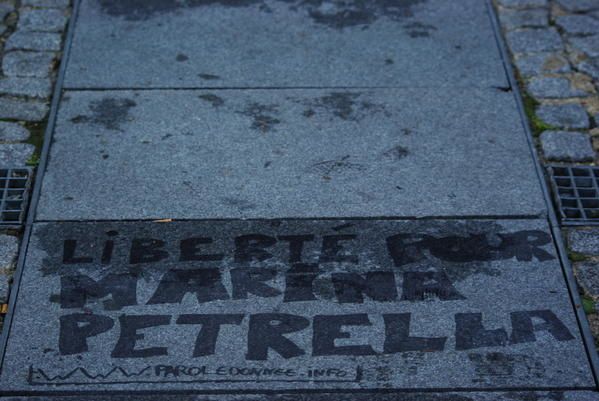 LiBERTÉ POUR
MARINA
PETRELLA
WWW.PAROLEDONNEE.INFO